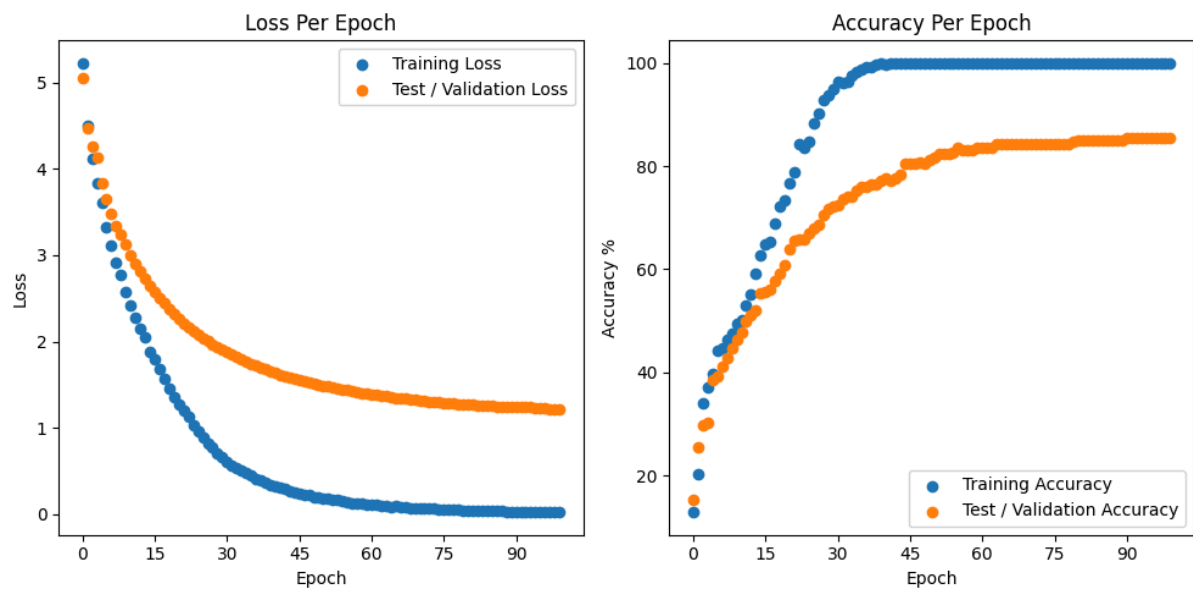 Loss Per Epoch
Training Loss
Test / Validation Loss
5
4
3
2
1
0
Loss
0 15 30 45 60 75 90
Epoch
Accuracy Per Epoch
100
80
60
40
20
Accuracy %
Training Accuracy
Test / Validation Accuracy
0 15 30 45 60 75 90
Epoch